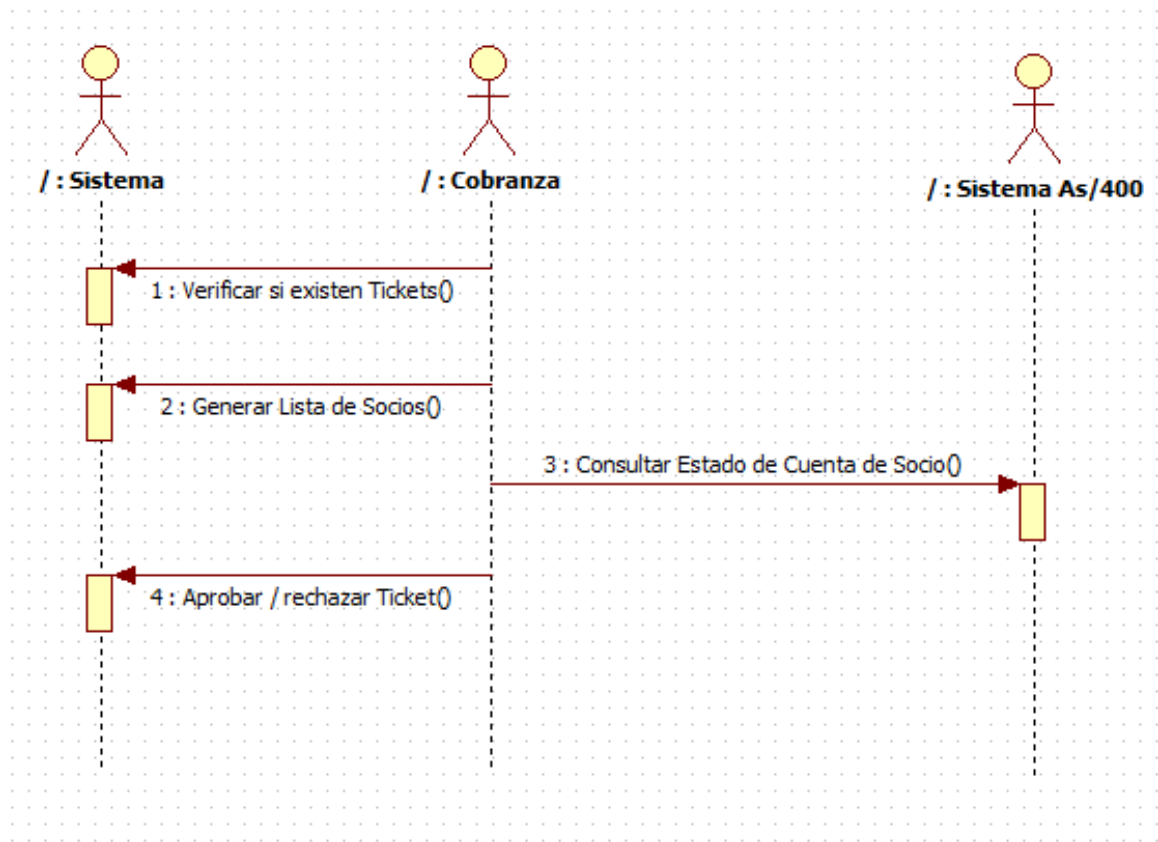 / : Sistema
/ : Cobranza
/ : Sistema As/400
1 : Verificar si existen Tickets()
2 : Generar Lista de Socios()
3 : Consultar Estado de Cuenta de Socio()
4 : Aprobar / rechazar Ticket()